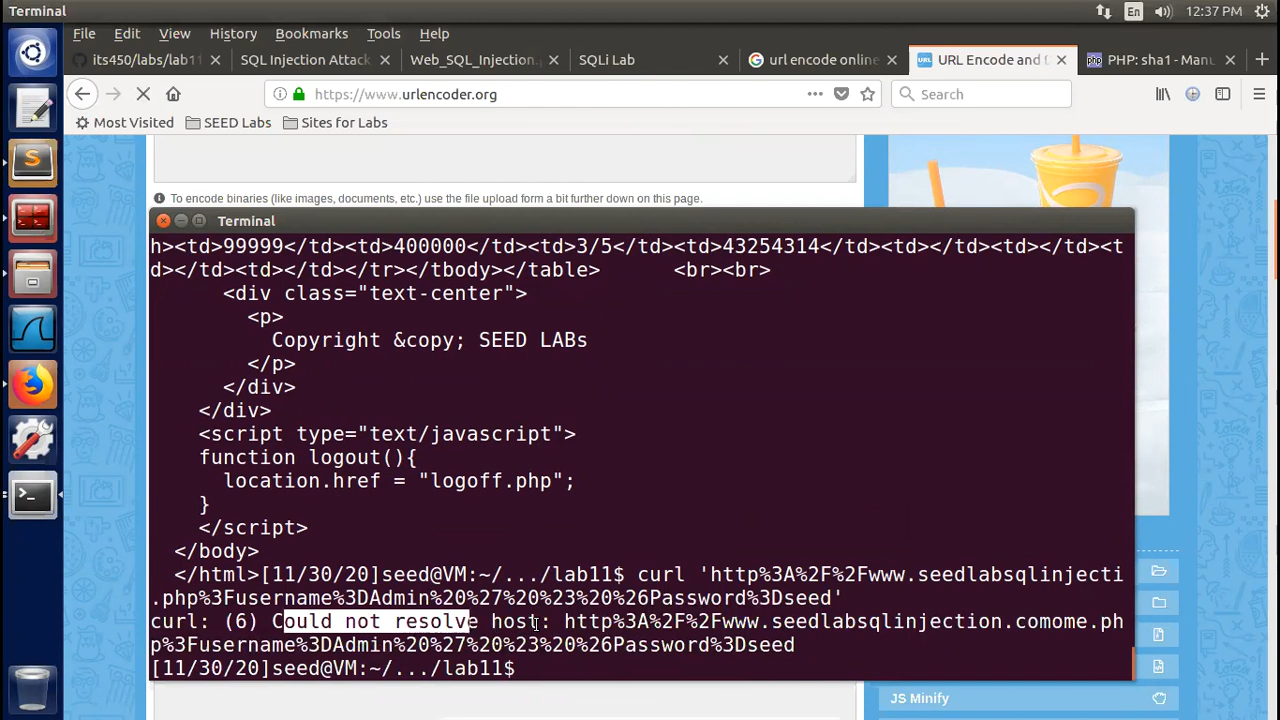 Terminal
En
12:37 PM
File Edit View History Bookmarks Tools Help
its450/labs/lab11
SQL Injection Attack
Web_SQL_Injection.
SQLi Lab
url encode online
URL Encode and D
PHP: sha1 - Manu
https://www.urlencoder.org
Search
Most Visited SEED Labs Sites for Labs
To encode binaries (like images, documents, etc.) use the file upload form a bit further down on this page.
Terminal
h><td>99999</td><td>400000</td><td>3/5</td><td>43254314</td><td></td><td></td><t
d></td><td></td></tr></tbody></table> <br><br>
<div class="text-center">
<p>
Copyright &copy; SEED LABs
</p>
</div>
</div>
<script type="text/javascript">
function logout(){
location.href = "logoff.php";
}
</script>
</body>
</html>[11/30/20]seed@VM:~/.../lab11$ curl 'http%3A%2F%2Fwww.seedlabsqlinjecti
.php%3Fusername%3DAdmin%20%27%20%23%20%26Password%3Dseed'
curl: (6) Could not resolve host: http%3A%2F%2Fwww.seedlabsqlinjection.comome.ph
p%3Fusername%3DAdmin%20%27%20%23%20%26Password%3Dseed
[11/30/20]seed@VM:~/.../lab11$
JS Minify